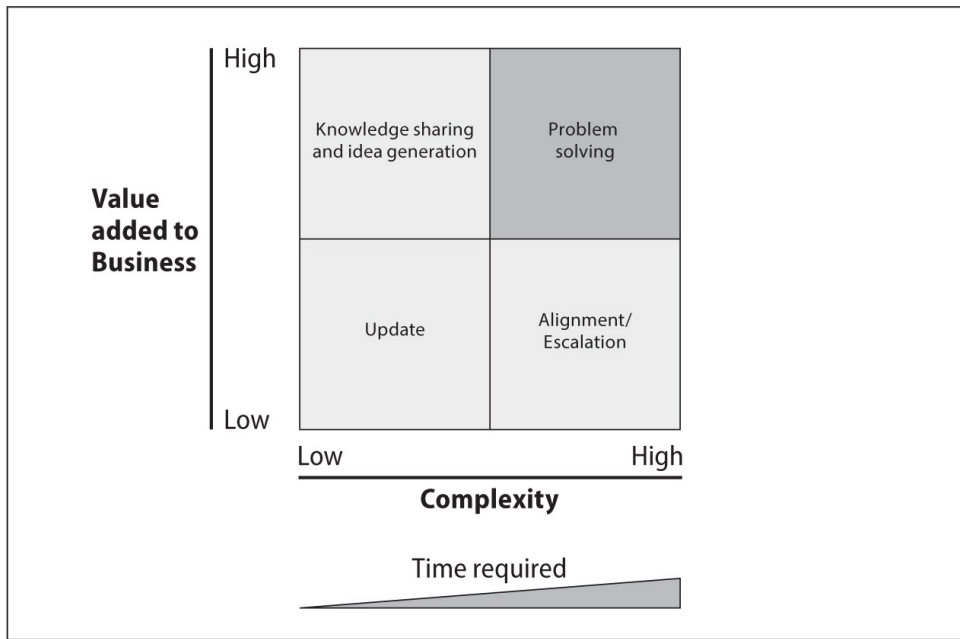 High
Knowledge sharing
and idea generation
Problem
solving
Value
added to
Business
Update
Alignment/
Escalation
Low
Low
High
Complexity
Time required